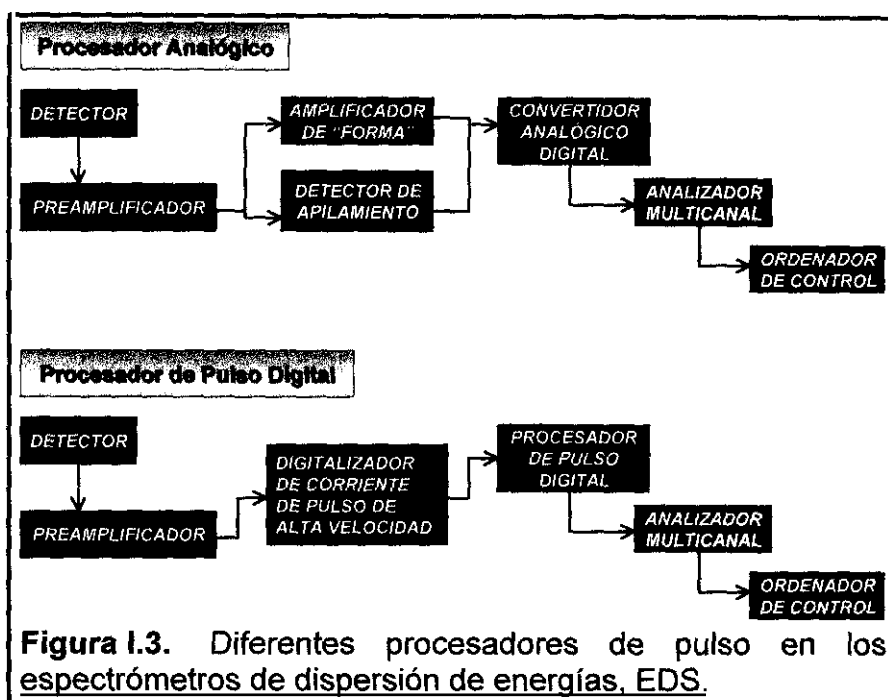 Procesador Analógico
DETECTOR
PREAMPLIFICADOR
AMPLIFICADOR
DE "FORMA"
DETECTOR DE
APILAMIENTO
CONVERTIDOR
ANALÓGICO
DIGITAL
ANALIZADOR
MULTICANAL
ORDENADOR
DE CONTROL
Procesador de Pulso Digital
DETECTOR
PREAMPLIFICADOR
DIGITALIZADOR
DE CORRIENTE
DE PULSO DE
ALTA VELOCIDAD
PROCESADOR
DE PULSO
DIGITAL
ANALIZADOR
MULTICANAL
ORDENADOR
DE CONTROL
Figura I.3. Diferentes procesadores de pulso en los
espectrómetros de dispersión de energías, EDS.